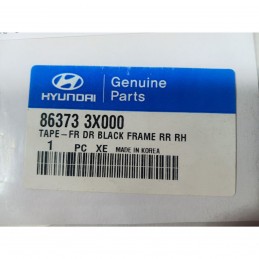 HYUNDAI
Genuine
Parts
86373 3X000
TAPE-FR DR BLACK FRAME RR RH
1 PC XE MADE IN KOREA